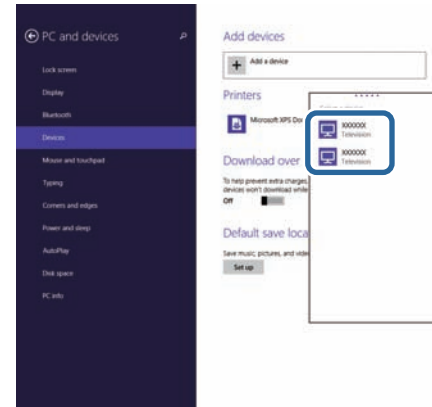 PC and devices
Lock screen
Display
Bluetooth
Devices
Mouse and touchpad
Typing
Corners and edges
Power and sleep
AutoPlay
Disk space
PC info
Add devices
Add a device
Printers
Microsoft XPS Doc
Download over
To help prevent extra charges,
devices won't download while
Off
Default save loca
Save music, pictures, and vide
Set up
XXXXXX
Television
XXXXXX
Television